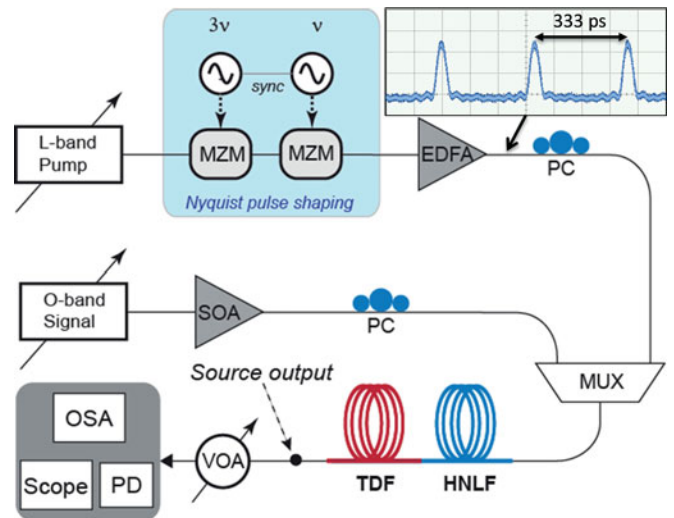 3ν
ν
333 ps
sync
L-band
Pump
MZM
MZM
EDFA
PC
Nyquist pulse shaping
O-band
Signal
SOA
PC
MUX
Source output
OSA
VOA
Scope
PD
TDF
HNLF